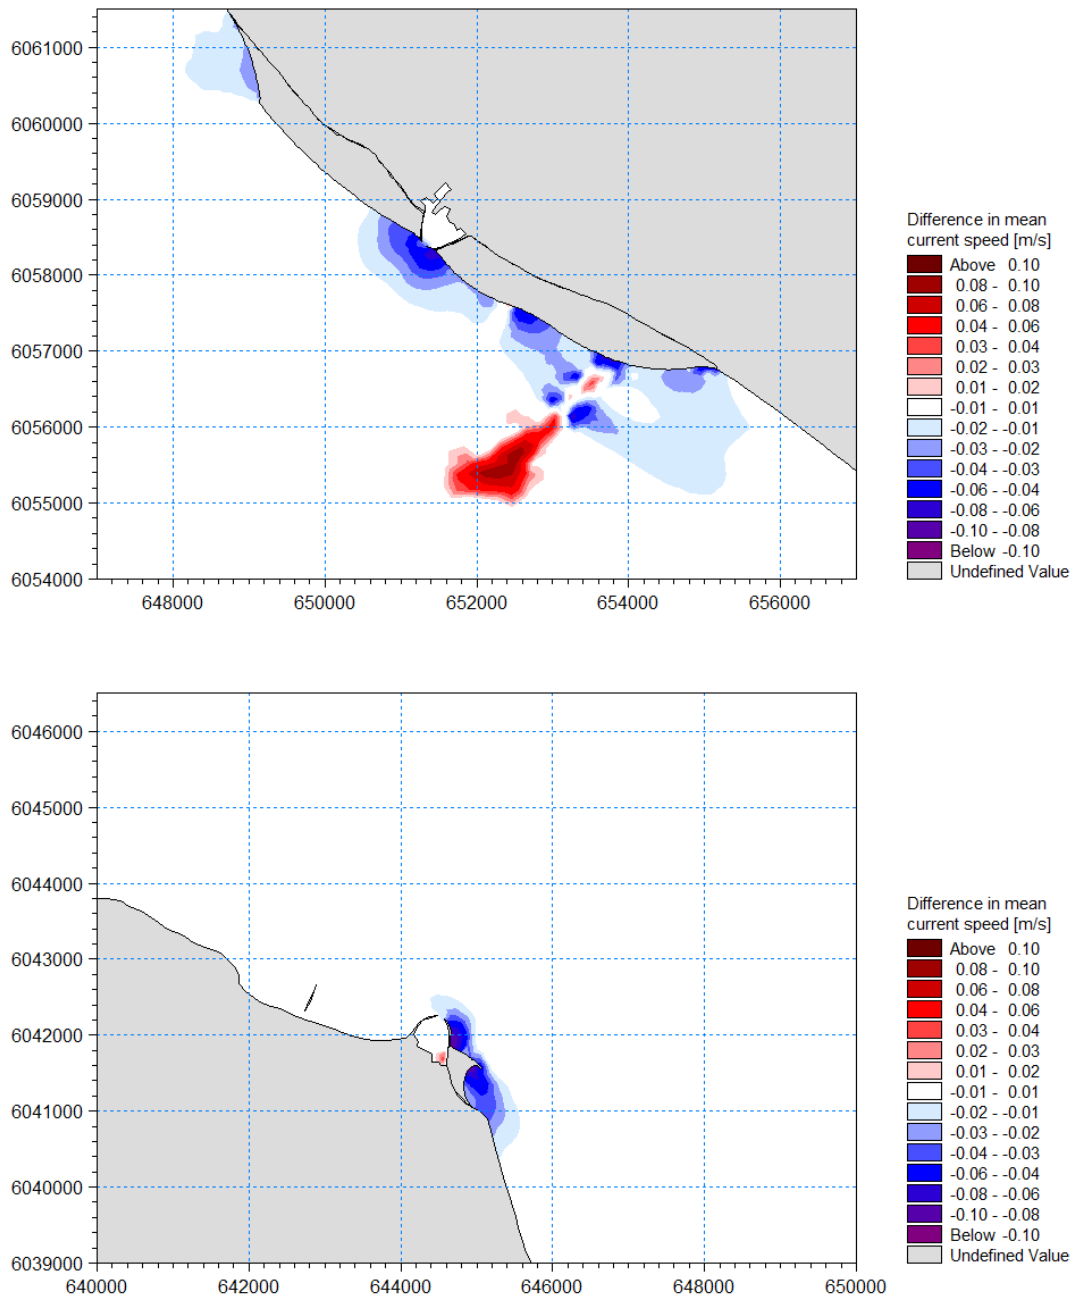 6061000
6060000
6059000
6058000
6057000
6056000
6055000
6054000
648000 650000 652000 654000 656000
Difference in mean
current speed [m/s]
Above 0.10
0.08 - 0.10
0.06 - 0.08
0.04 - 0.06
0.03 - 0.04
0.02 - 0.03
0.01 - 0.02
-0.01 - 0.01
-0.02 - -0.01
-0.03 - -0.02
-0.04 - -0.03
-0.06 - -0.04
-0.08 - -0.06
-0.10 - -0.08
Below -0.10
Undefined Value
6046000
6045000
6044000
6043000
6042000
6041000
6040000
6039000
640000 642000 644000 646000 648000 650000
Difference in mean
current speed [m/s]
Above 0.10
0.08 - 0.10
0.06 - 0.08
0.04 - 0.06
0.03 - 0.04
0.02 - 0.03
0.01 - 0.02
-0.01 - 0.01
-0.02 - -0.01
-0.03 - -0.02
-0.04 - -0.03
-0.06 - -0.04
-0.08 - -0.06
-0.10 - -0.08
Below -0.10
Undefined Value